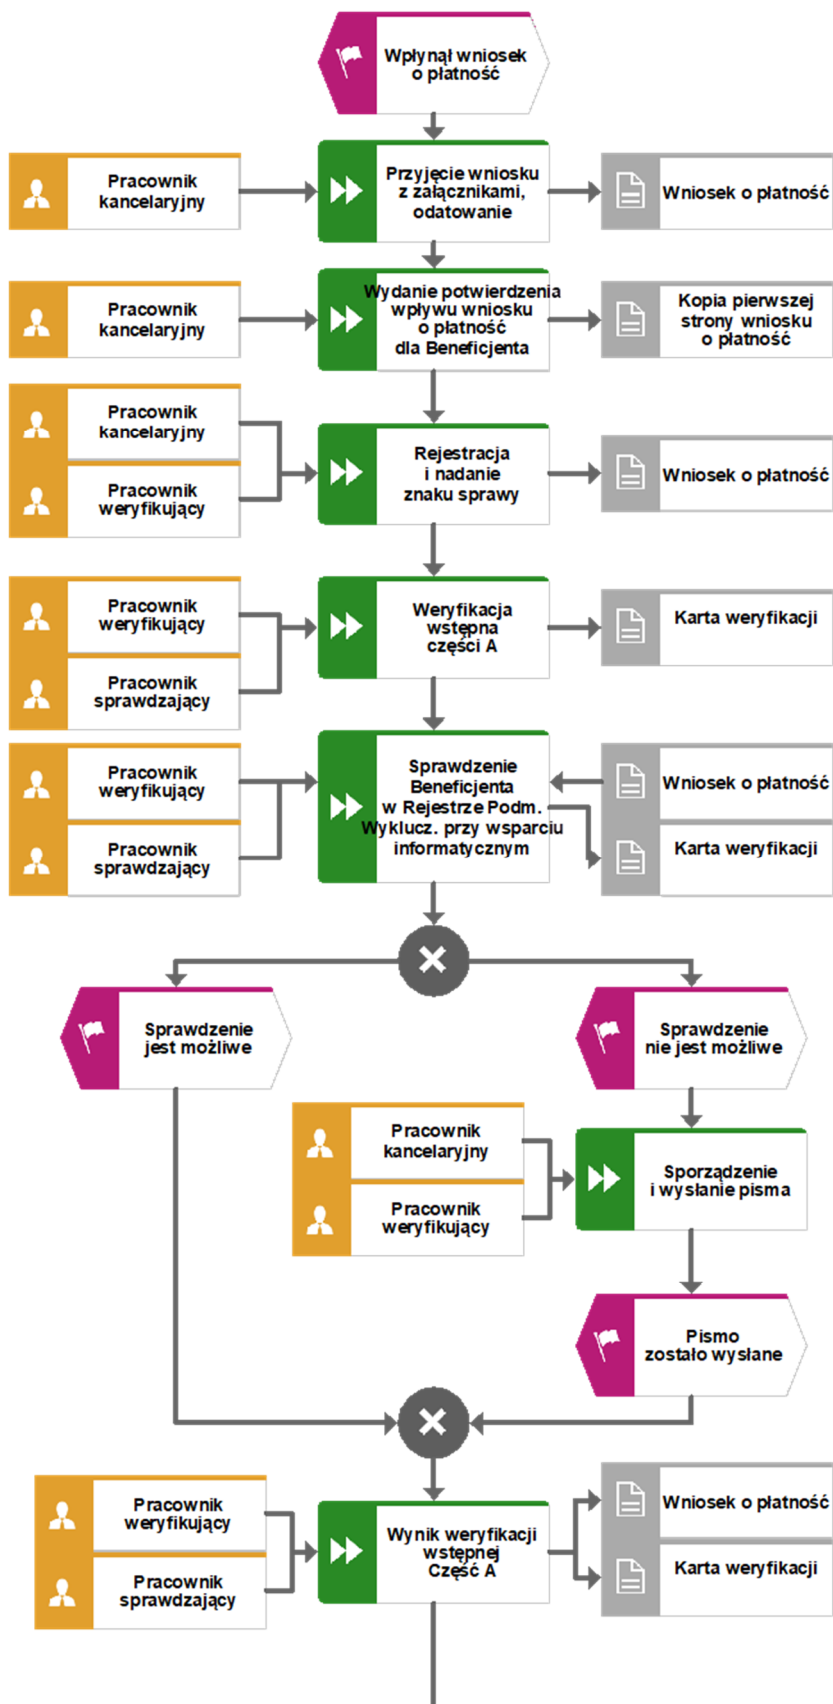 Wpłynął wniosek
o płatność
Pracownik
kancelaryjny
Przyjęcie wniosku
z załącznikami,
odatowanie
Wniosek o płatność
Pracownik
kancelaryjny
Wydanie potwierdzenia
wpływu wniosku
o płatność
dla Beneficjenta
Kopia pierwszej
strony wniosku
o płatność
Pracownik
kancelaryjny
Pracownik
weryfikujący
Rejestracja
i nadanie
znaku sprawy
Wniosek o płatność
Pracownik
weryfikujący
Pracownik
sprawdzający
Weryfikacja
wstępna
części A
Karta weryfikacji
Pracownik
weryfikujący
Pracownik
sprawdzający
Sprawdzenie
Beneficjenta
w Rejestrze Podm.
Wyklucz. przy wsparciu
informatycznym
Wniosek o płatność
Karta weryfikacji
Sprawdzenie
jest możliwe
Sprawdzenie
nie jest możliwe
Pracownik
kancelaryjny
Pracownik
weryfikujący
Sporządzenie
i wysłanie pisma
Pismo
zostało wysłane
Pracownik
weryfikujący
Pracownik
sprawdzający
Wynik weryfikacji
wstępnej
Część A
Wniosek o płatność
Karta weryfikacji